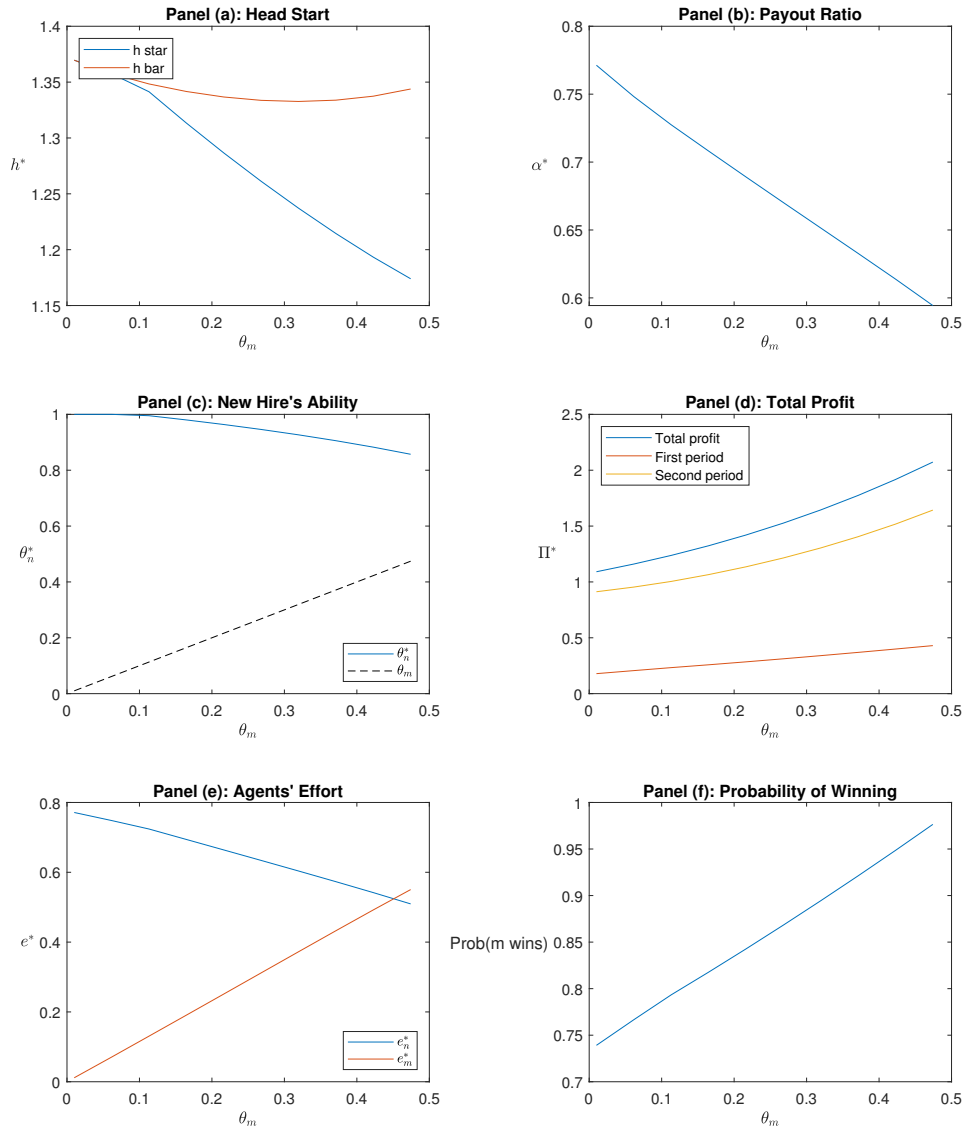 Panel (a): Head Start
1.4
1.35
1.3
1.25
1.2
1.15
h*
h star
h bar
0 0.1 0.2 0.3 0.4 0.5
θm
Panel (b): Payout Ratio
0.8
0.75
0.7
0.65
0.6
α*
0 0.1 0.2 0.3 0.4 0.5
θm
Panel (c): New Hire's Ability
1
0.8
0.6
0.4
0.2
0
θn*
θn*
θm
0 0.1 0.2 0.3 0.4 0.5
θm
Panel (d): Total Profit
2.5
2
1.5
1
0.5
0
Π*
Total profit
First period
Second period
0 0.1 0.2 0.3 0.4 0.5
θm
Panel (e): Agents' Effort
0.8
0.6
0.4
0.2
0
e*
en*
em*
0 0.1 0.2 0.3 0.4 0.5
θm
Panel (f): Probability of Winning
1
0.95
0.9
0.85
0.8
0.75
0.7
Prob(m wins)
0 0.1 0.2 0.3 0.4 0.5
θm